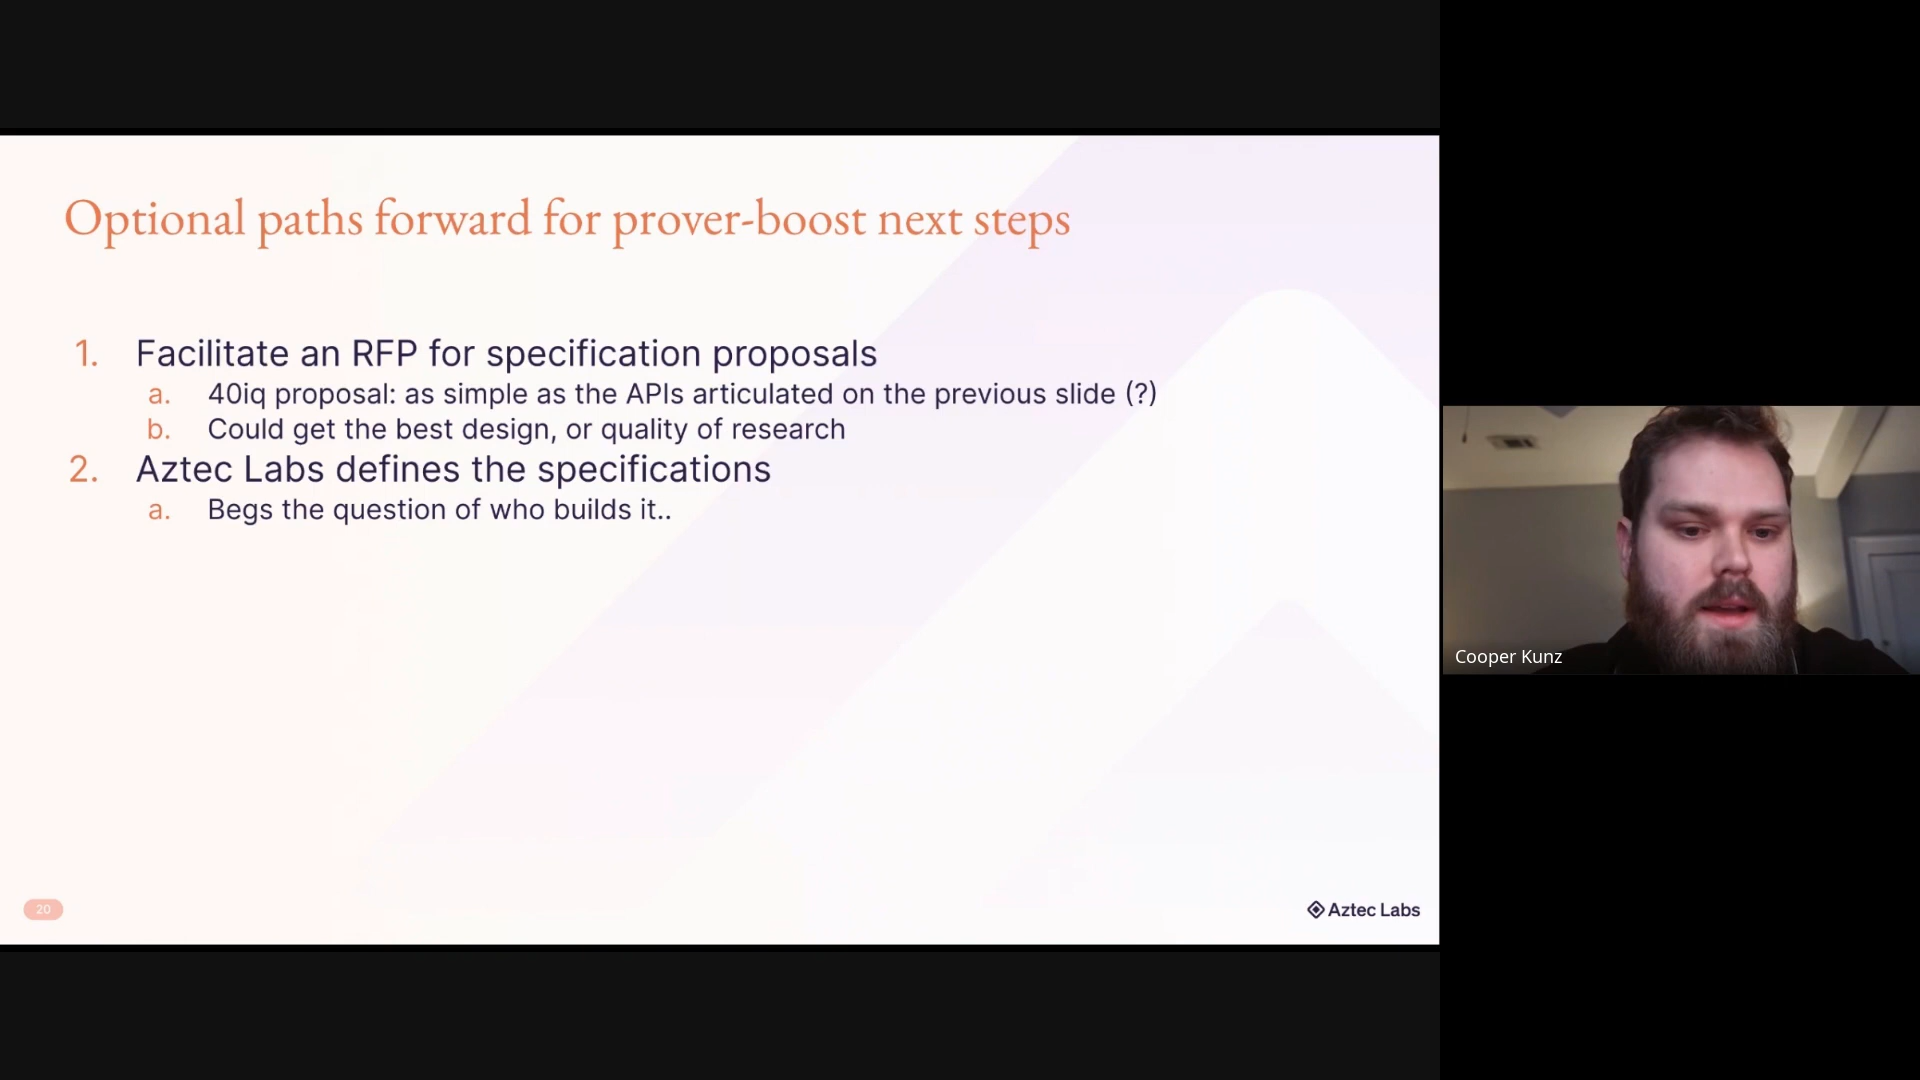 Optional paths forward for prover-boost next steps
1. Facilitate an RFP for specification proposals
a. 40iq proposal: as simple as the APIs articulated on the previous slide (?)
b. Could get the best design, or quality of research
2. Aztec Labs defines the specifications
a. Begs the question of who builds it..
20
Aztec Labs
Cooper Kunz